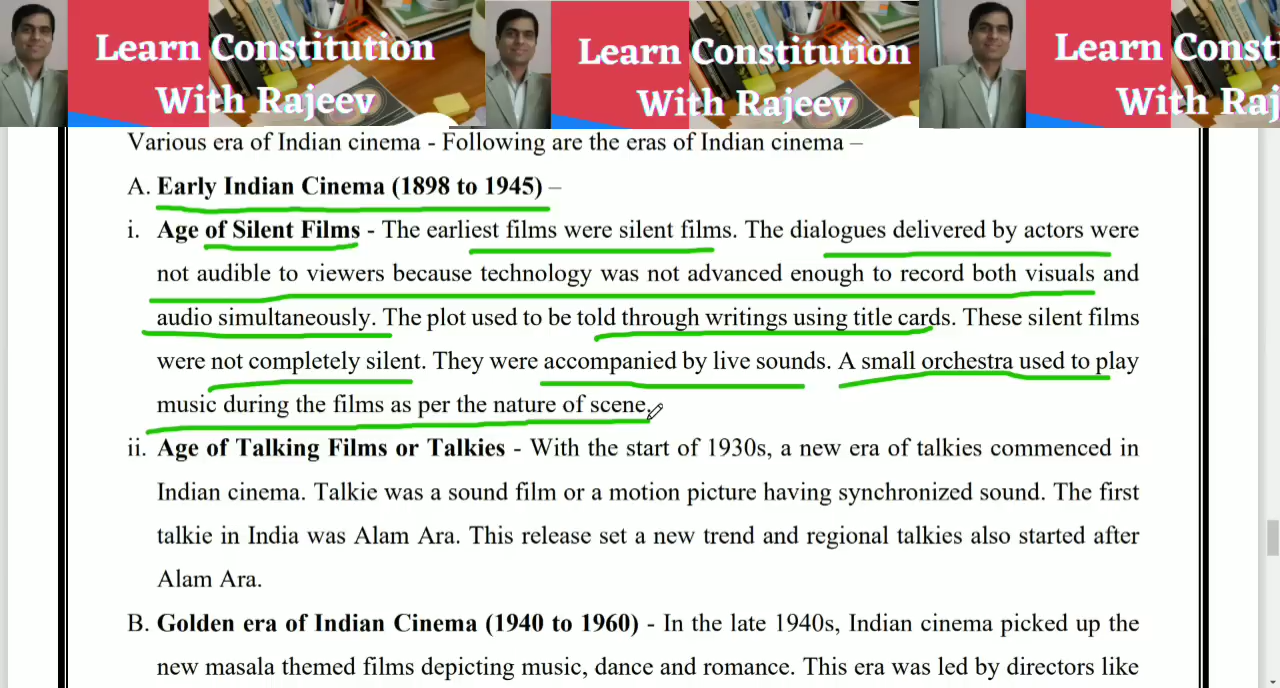 Learn Constitution With Rajeev
Learn Constitution With Rajeev
Learn Consti With Raj
Various era of Indian cinema - Following are the eras of Indian cinema –
A. Early Indian Cinema (1898 to 1945) –
i. Age of Silent Films - The earliest films were silent films. The dialogues delivered by actors were
not audible to viewers because technology was not advanced enough to record both visuals and
audio simultaneously. The plot used to be told through writings using title cards. These silent films
were not completely silent. They were accompanied by live sounds. A small orchestra used to play
music during the films as per the nature of scene.
ii. Age of Talking Films or Talkies - With the start of 1930s, a new era of talkies commenced in
Indian cinema. Talkie was a sound film or a motion picture having synchronized sound. The first
talkie in India was Alam Ara. This release set a new trend and regional talkies also started after
Alam Ara.
B. Golden era of Indian Cinema (1940 to 1960) - In the late 1940s, Indian cinema picked up the
new masala themed films depicting music, dance and romance. This era was led by directors like